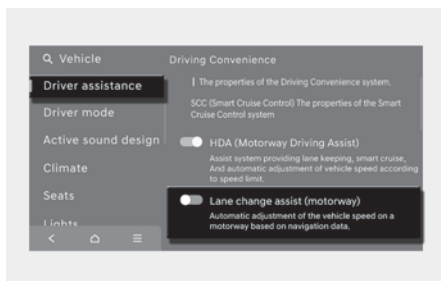 Vehicle
Driving Convenience
Driver assistance
The properties of the Driving Convenience system,
Driver mode
SCC (Smart Cruise Control) The properties of the Smart
Cruise Control system
Active sound design
HDA (Motorway Driving Assist)
Assist system providing lane keeping, smart cruise,
And automatic adjustment of vehicle speed according
to speed limit,
Climate
Seats
Lane change assist (motorway)
Automatic adjustment of the vehicle speed on a
motorway based on navigation data,
Lights